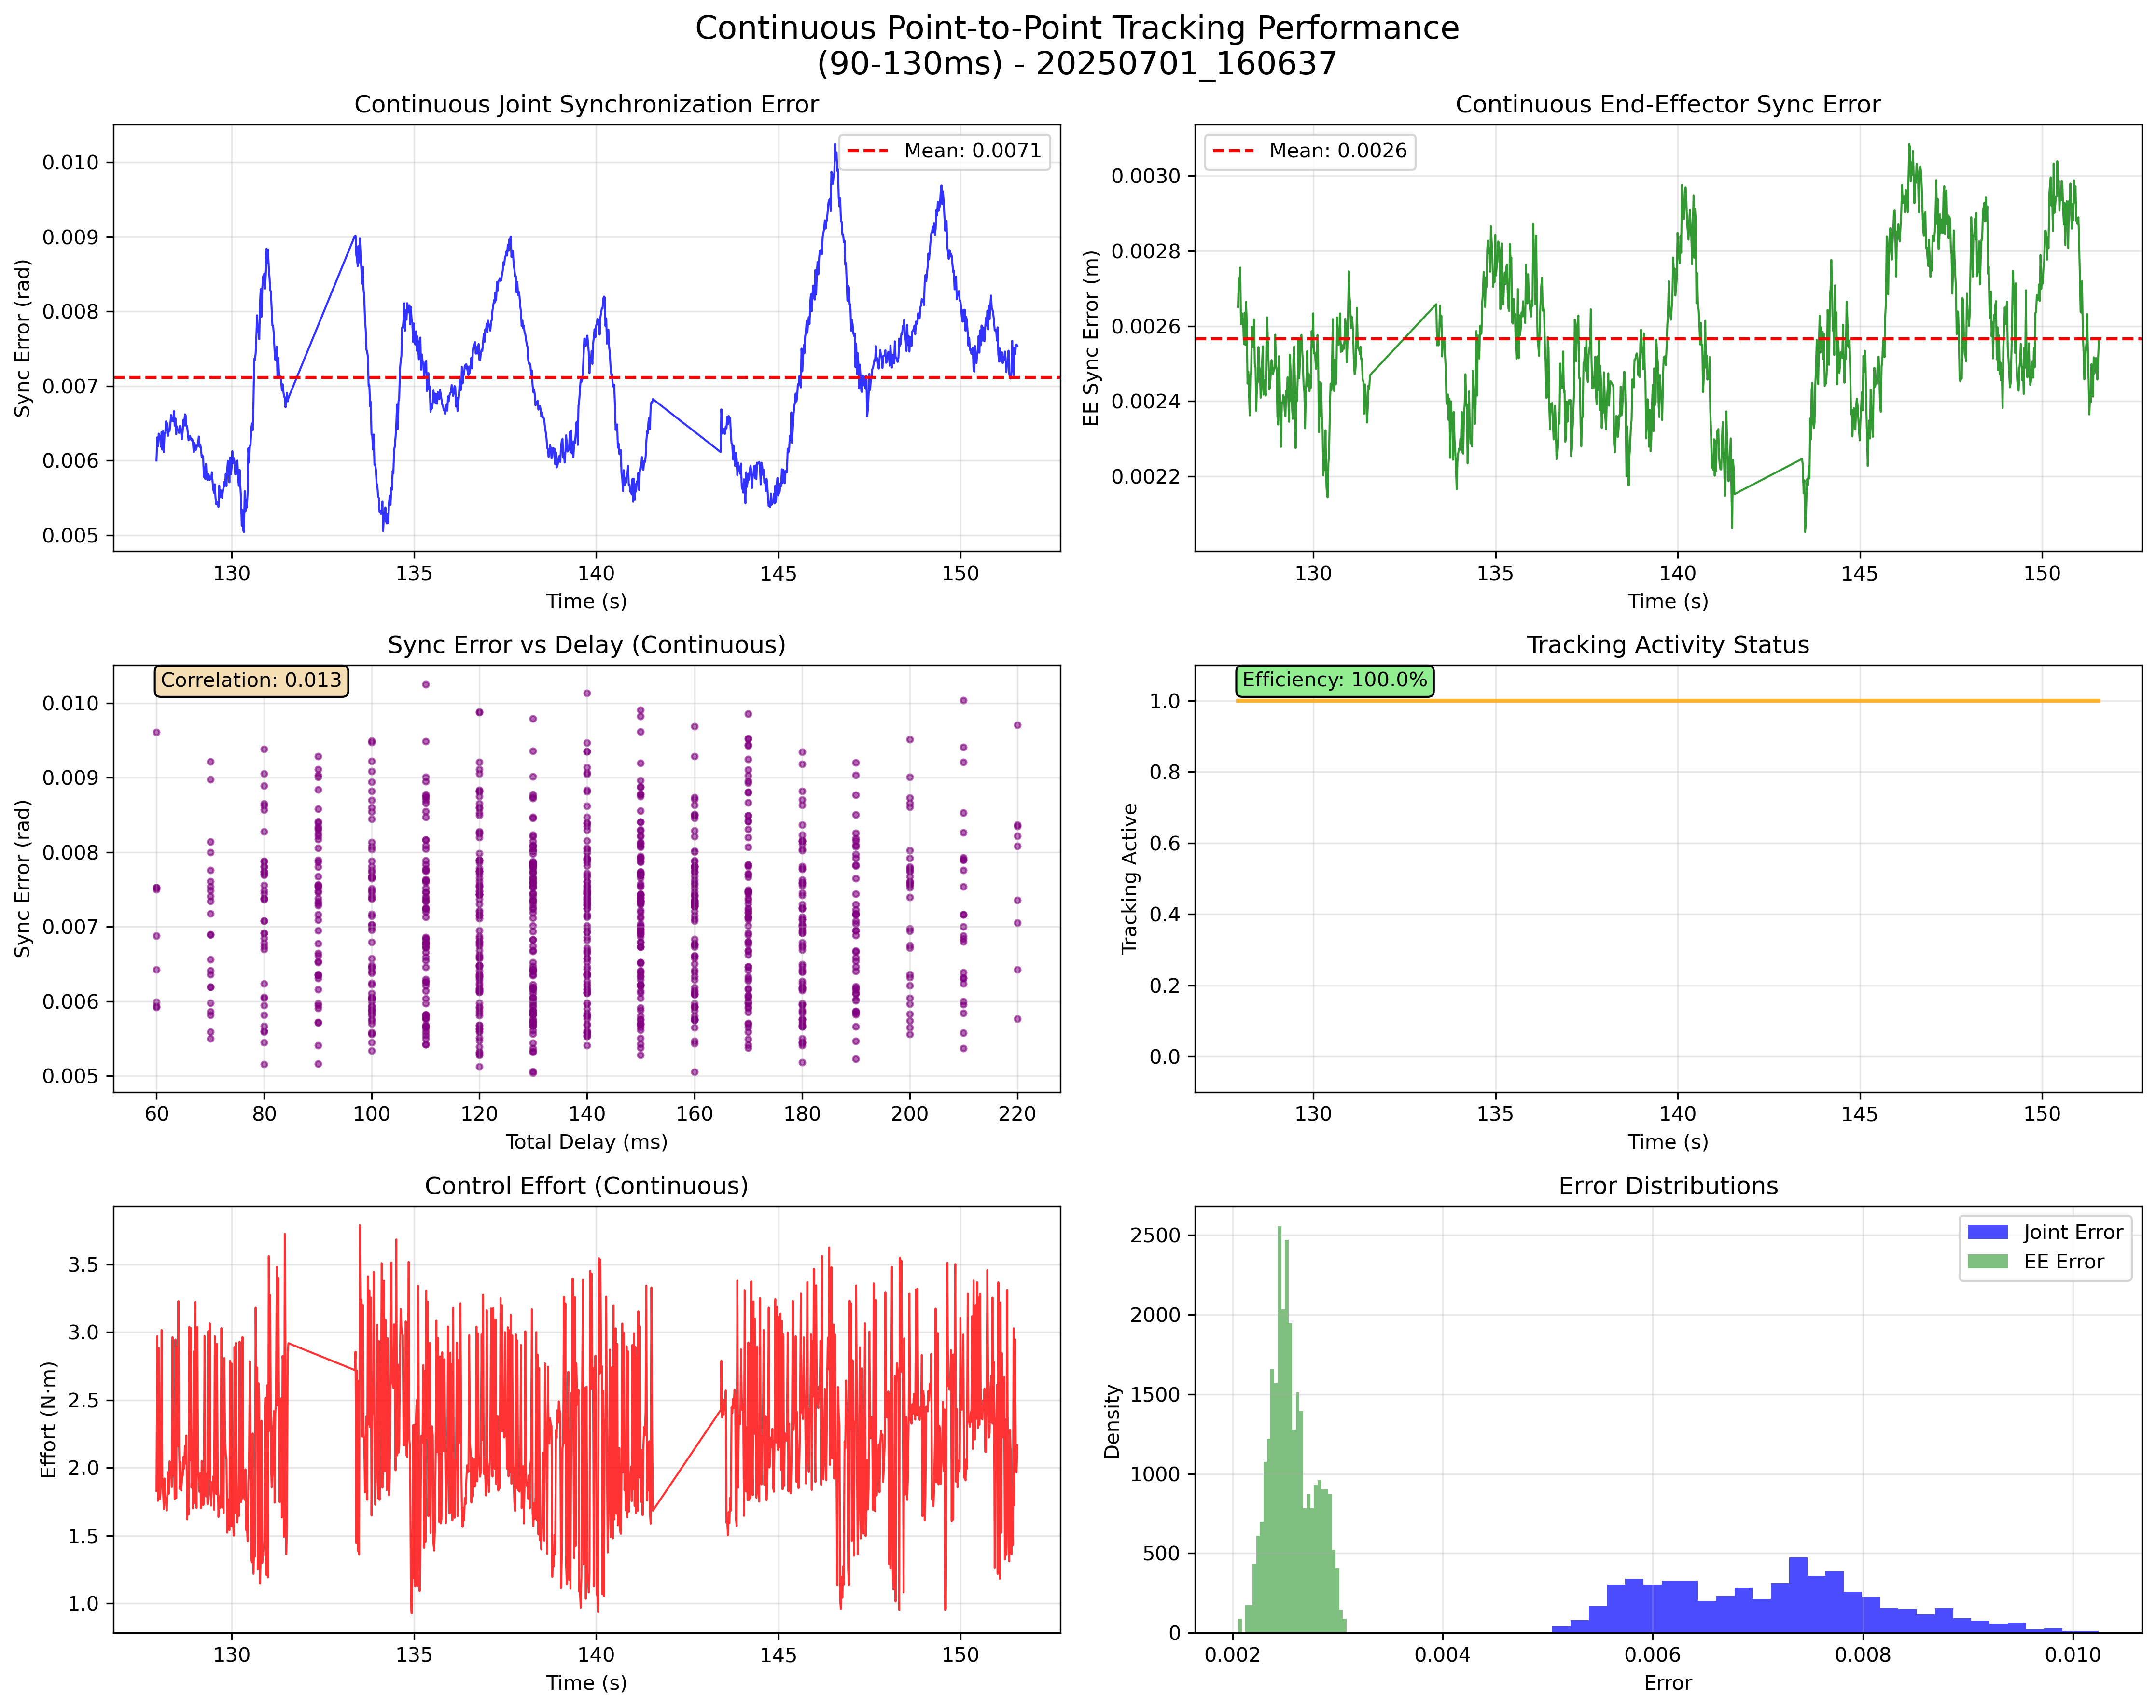 Continuous Point-to-Point Tracking Performance
(90-130ms) - 20250701_160637
Continuous Joint Synchronization Error
Sync Error (rad)
0.010
0.009
0.008
0.007
0.006
0.005
Mean: 0.0071
130
135
140
145
150
Time (s)
Continuous End-Effector Sync Error
EE Sync Error (m)
0.0030
0.0028
0.0026
0.0024
0.0022
Mean: 0.0026
130
135
140
145
150
Time (s)
Sync Error vs Delay (Continuous)
Sync Error (rad)
0.010
0.009
0.008
0.007
0.006
0.005
Correlation: 0.013
60
80
100
120
140
160
180
200
220
Total Delay (ms)
Tracking Activity Status
Tracking Active
1.0
0.8
0.6
0.4
0.2
0.0
Efficiency: 100.0%
130
135
140
145
150
Time (s)
Control Effort (Continuous)
Effort (N·m)
3.5
3.0
2.5
2.0
1.5
1.0
130
135
140
145
150
Time (s)
Error Distributions
Density
2500
2000
1500
1000
500
0
Joint Error
EE Error
0.002
0.004
0.006
0.008
0.010
Error